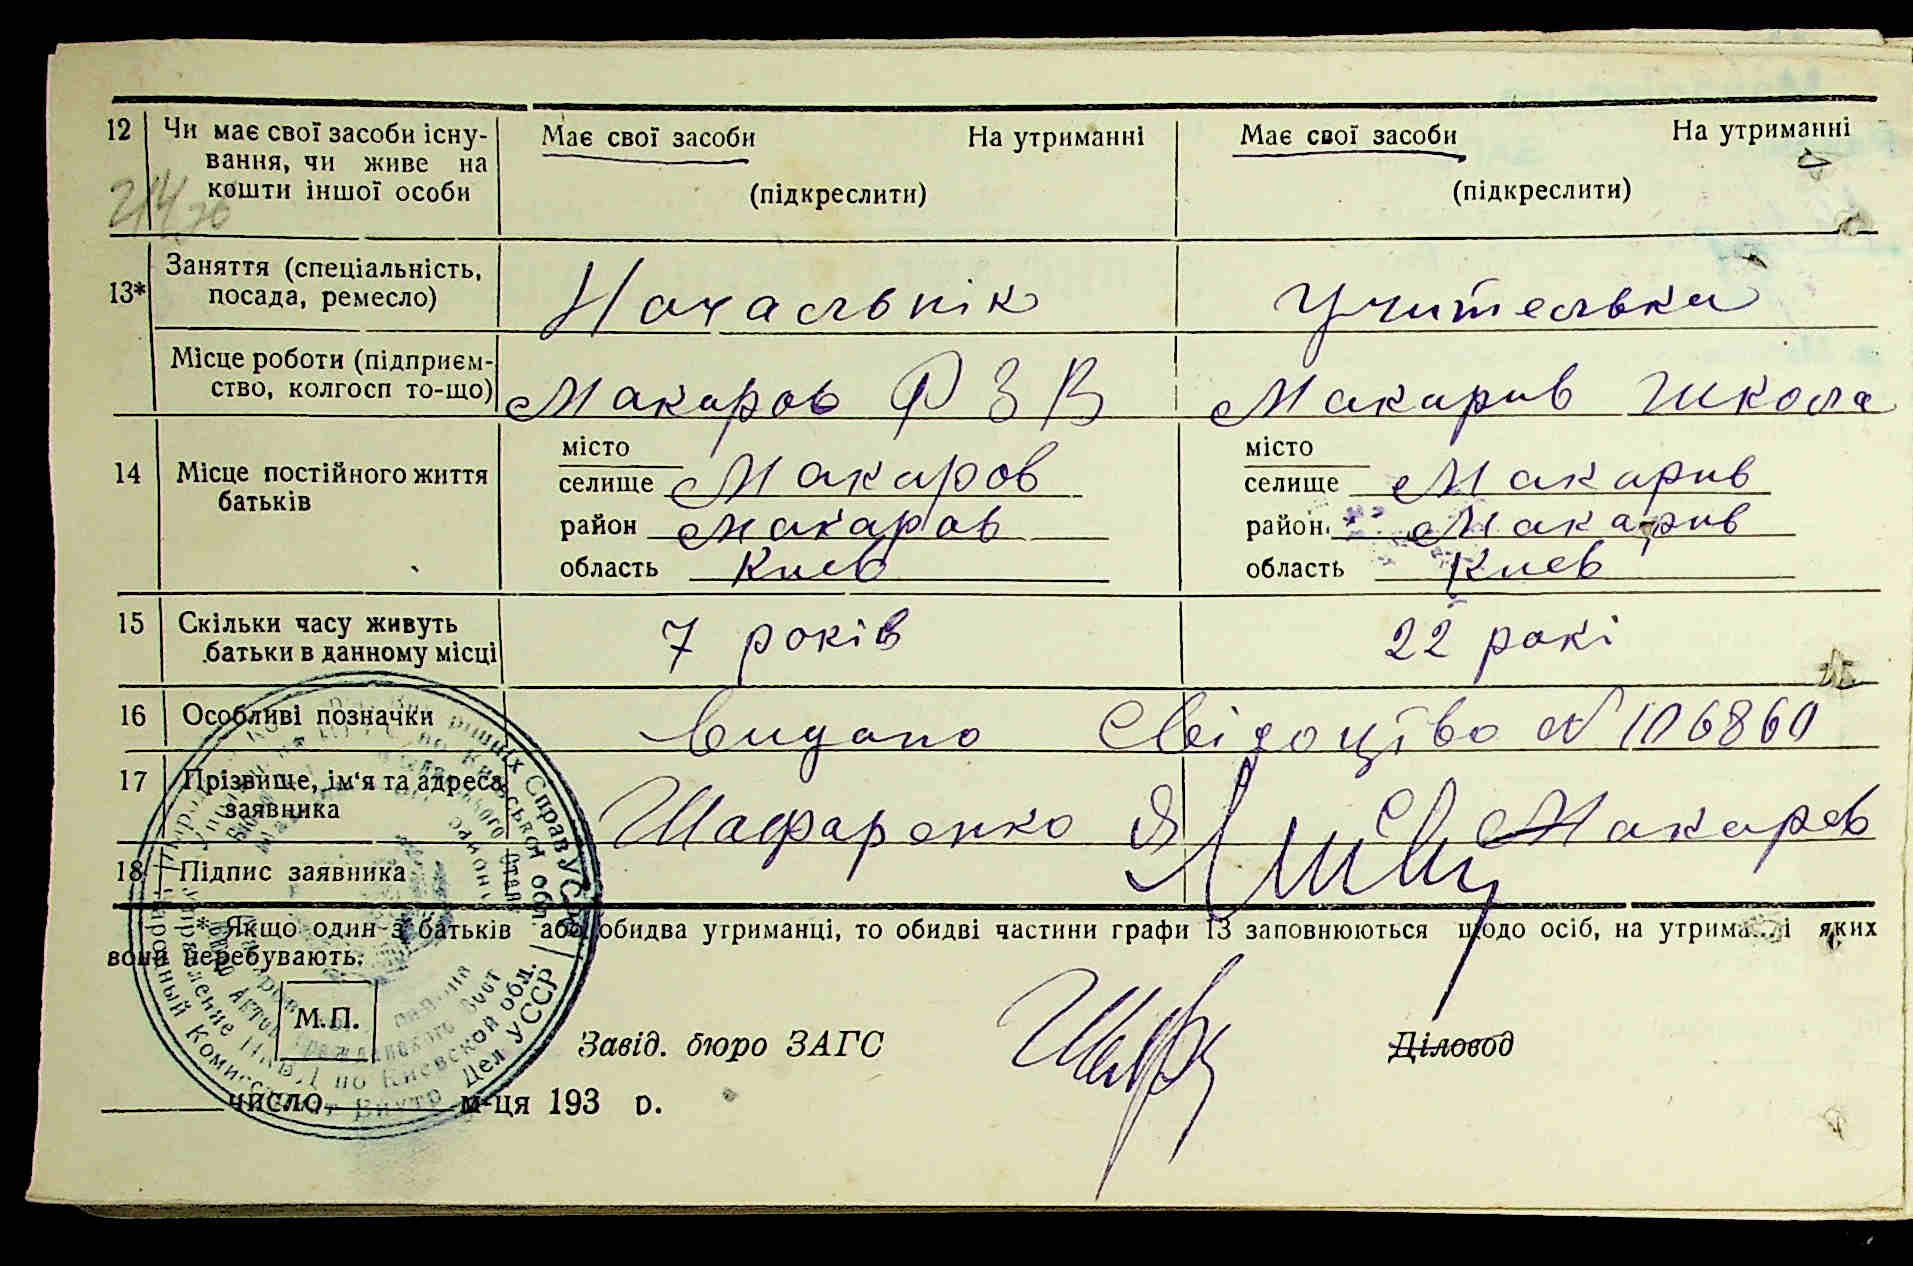 12 Чи має свої засоби існу- Має свої засоби На утриманні Має свої засоби На утриманні
вання, чи живе на
кошти іншої особи (підкреслити) (підкреслити)
Заняття (спеціальність,
13* посада, ремесло) Начальнік Учителька
Місце роботи (підприєм-
ство, колгосп то-що) Макаров Ф З В Макарив Школа
місто місто
14 Місце постійного життя селище Макаров селище Макарив
батьків район Макаров район Макарив
область Киев область Киев
15 Скільки часу живуть 7 років 22 рокі
батьки в данному місці
16 Особливі позначки Видано Свідоцтво N 106860
17 Прізвище, ім'я та адреса
заявника Шафаренко Я Макаров
18 Підпис заявника
* Якщо один з батьків або обидва утриманці, то обидві частини графи 13 заповнюються щодо осіб, на утриманні яких
вони перебувають.
М.П.
Завід. бюро ЗАГС Діловод
число м-ця 193 р.